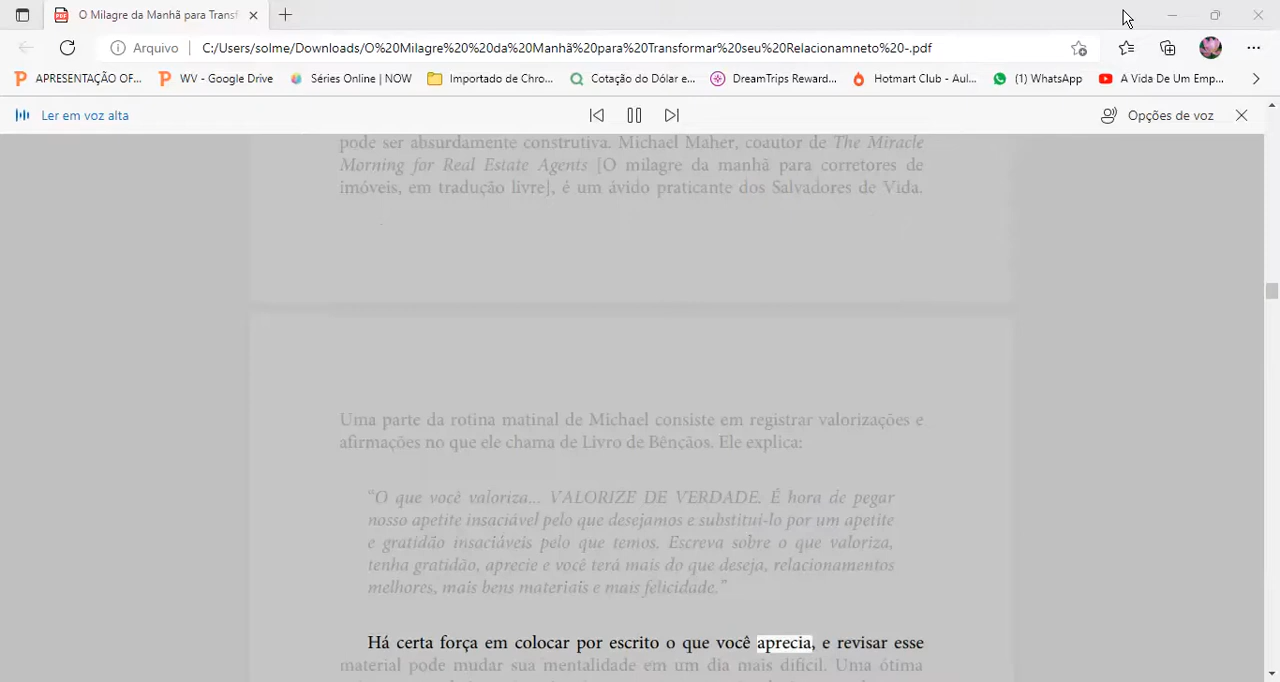 O Milagre da Manhã para Transf
Arquivo
C:/Users/solme/Downloads/O%20Milagre%20%20da%20Manhã%20para%20Transformar%20seu%20Relacionamneto%20-.pdf
APRESENTAÇÃO OF...
WV - Google Drive
Séries Online | NOW
Importado de Chro...
Cotação do Dólar e...
DreamTrips Reward...
Hotmart Club - Aul...
(1) WhatsApp
A Vida De Um Emp...
Ler em voz alta
Opções de voz
pode ser absurdamente construtiva. Michael Maher, coautor de The Miracle
Morning for Real Estate Agents [O milagre da manhã para corretores de
imóveis, em tradução livre], é um ávido praticante dos Salvadores de Vida.
Uma parte da rotina matinal de Michael consiste em registrar valorizações e
afirmações no que ele chama de Livro de Bênçãos. Ele explica:
“O que você valoriza... VALORIZE DE VERDADE. É hora de pegar
nosso apetite insaciável pelo que desejamos e substituí-lo por um apetite
e gratidão insaciáveis pelo que temos. Escreva sobre o que valoriza,
tenha gratidão, aprecie e você terá mais do que deseja, relacionamentos
melhores, mais bens materiais e mais felicidade.”
Há certa força em colocar por escrito o que você aprecia, e revisar esse
material pode mudar sua mentalidade em um dia mais difícil. Uma ótima